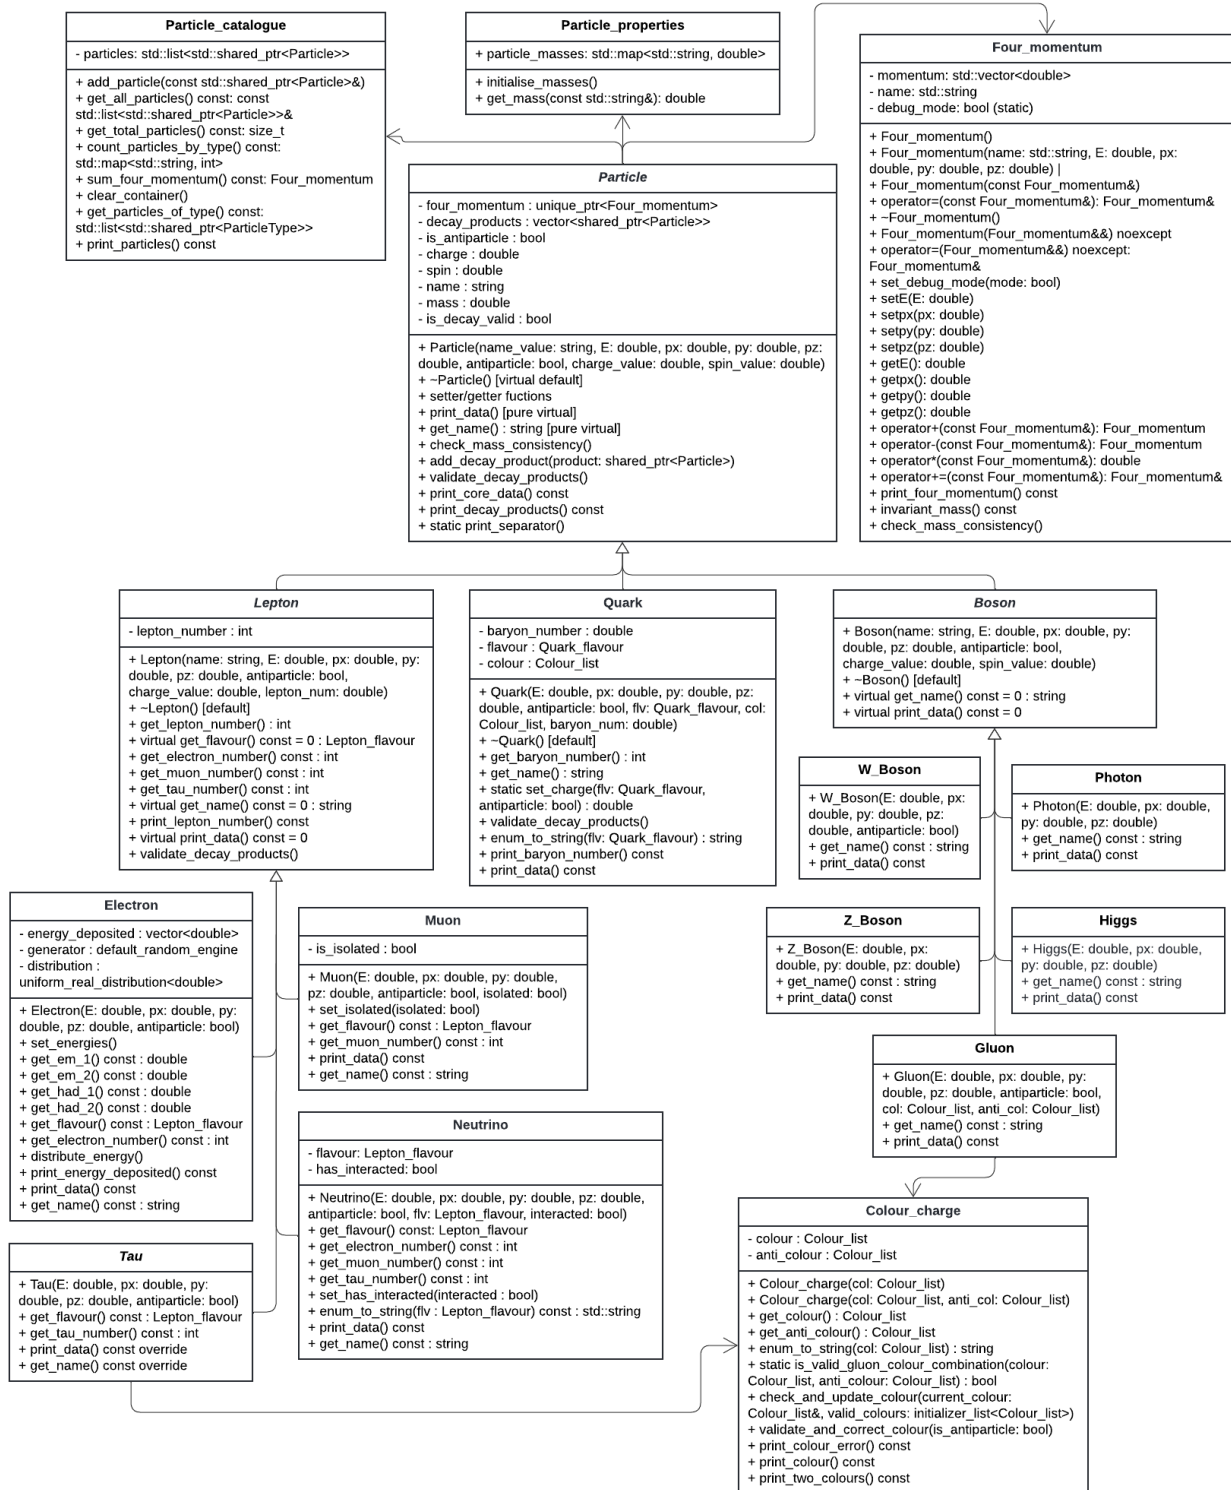 Particle_catalogue
- particles: std::list<std::shared_ptr<Particle>>
+ add_particle(const std::shared_ptr<Particle>&)
+ get_all_particles() const: const
std::list<std::shared_ptr<Particle>>&
+ get_total_particles() const: size_t
+ count_particles_by_type() const:
std::map<std::string, int>
+ sum_four_momentum() const: Four_momentum
+ clear_container()
+ get_particles_of_type() const:
std::list<std::shared_ptr<ParticleType>>
+ print_particles() const
Particle_properties
+ particle_masses: std::map<std::string, double>
+ initialise_masses()
+ get_mass(const std::string&): double
Four_momentum
- momentum: std::vector<double>
- name: std::string
- debug_mode: bool (static)
+ Four_momentum()
+ Four_momentum(name: std::string, E: double, px:
double, py: double, pz: double) |
+ Four_momentum(const Four_momentum&)
+ operator=(const Four_momentum&): Four_momentum&
+ ~Four_momentum()
+ Four_momentum(Four_momentum&&) noexcept
+ operator=(Four_momentum&&) noexcept:
Four_momentum&
+ set_debug_mode(mode: bool)
+ setE(E: double)
+ setpx(px: double)
+ setpy(py: double)
+ setpz(pz: double)
+ getE(): double
+ getpx(): double
+ getpy(): double
+ getpz(): double
+ operator+(const Four_momentum&): Four_momentum
+ operator-(const Four_momentum&): Four_momentum
+ operator*(const Four_momentum&): double
+ operator+=(const Four_momentum&): Four_momentum&
+ print_four_momentum() const
+ invariant_mass() const
+ check_mass_consistency()
Particle
- four_momentum : unique_ptr<Four_momentum>
- decay_products : vector<shared_ptr<Particle>>
- is_antiparticle : bool
- charge : double
- spin : double
- name : string
- mass : double
- is_decay_valid : bool
+ Particle(name_value: string, E: double, px: double, py: double, pz:
double, antiparticle: bool, charge_value: double, spin_value: double)
+ ~Particle() [virtual default]
+ setter/getter fuctions
+ print_data() [pure virtual]
+ get_name() : string [pure virtual]
+ check_mass_consistency()
+ add_decay_product(product: shared_ptr<Particle>)
+ validate_decay_products()
+ print_core_data() const
+ print_decay_products() const
+ static print_separator()
Lepton
- lepton_number : int
+ Lepton(name: string, E: double, px: double, py:
double, pz: double, antiparticle: bool,
charge_value: double, lepton_num: double)
+ ~Lepton() [default]
+ get_lepton_number() : int
+ virtual get_flavour() const = 0 : Lepton_flavour
+ get_electron_number() const : int
+ get_muon_number() const : int
+ get_tau_number() const : int
+ virtual get_name() const = 0 : string
+ print_lepton_number() const
+ virtual print_data() const = 0
+ validate_decay_products()
Quark
- baryon_number : double
- flavour : Quark_flavour
- colour : Colour_list
+ Quark(E: double, px: double, py: double, pz:
double, antiparticle: bool, flv: Quark_flavour, col:
Colour_list, baryon_num: double)
+ ~Quark() [default]
+ get_baryon_number() : int
+ get_name() : string
+ static set_charge(flv: Quark_flavour,
antiparticle: bool) : double
+ validate_decay_products()
+ enum_to_string(flv: Quark_flavour) : string
+ print_baryon_number() const
+ print_data() const
Boson
+ Boson(name: string, E: double, px: double, py:
double, pz: double, antiparticle: bool,
charge_value: double, spin_value: double)
+ ~Boson() [default]
+ virtual get_name() const = 0 : string
+ virtual print_data() const = 0
W_Boson
+ W_Boson(E: double, px:
double, py: double, pz:
double, antiparticle: bool)
+ get_name() const : string
+ print_data() const
Photon
+ Photon(E: double, px: double,
py: double, pz: double)
+ get_name() const : string
+ print_data() const
Z_Boson
+ Z_Boson(E: double, px:
double, py: double, pz: double)
+ get_name() const : string
+ print_data() const
Higgs
+ Higgs(E: double, px: double,
py: double, pz: double)
+ get_name() const : string
+ print_data() const
Gluon
+ Gluon(E: double, px: double, py:
double, pz: double, antiparticle: bool,
col: Colour_list, anti_col: Colour_list)
+ get_name() const : string
+ print_data() const
Electron
- energy_deposited : vector<double>
- generator : default_random_engine
- distribution :
uniform_real_distribution<double>
+ Electron(E: double, px: double, py:
double, pz: double, antiparticle: bool)
+ set_energies()
+ get_em_1() const : double
+ get_em_2() const : double
+ get_had_1() const : double
+ get_had_2() const : double
+ get_flavour() const : Lepton_flavour
+ get_electron_number() const : int
+ distribute_energy()
+ print_energy_deposited() const
+ print_data() const
+ get_name() const : string
Muon
- is_isolated : bool
+ Muon(E: double, px: double, py: double,
pz: double, antiparticle: bool, isolated: bool)
+ set_isolated(isolated: bool)
+ get_flavour() const : Lepton_flavour
+ get_muon_number() const : int
+ print_data() const
+ get_name() const : string
Neutrino
- flavour: Lepton_flavour
- has_interacted: bool
+ Neutrino(E: double, px: double, py: double, pz: double,
antiparticle: bool, flv: Lepton_flavour, interacted: bool)
+ get_flavour() const: Lepton_flavour
+ get_electron_number() const : int
+ get_muon_number() const : int
+ get_tau_number() const : int
+ set_has_interacted(interacted : bool)
+ enum_to_string(flv : Lepton_flavour) const : std::string
+ print_data() const
+ get_name() const : string
Tau
+ Tau(E: double, px: double, py:
double, pz: double, antiparticle: bool)
+ get_flavour() const : Lepton_flavour
+ get_tau_number() const : int
+ print_data() const override
+ get_name() const override
Colour_charge
- colour : Colour_list
- anti_colour : Colour_list
+ Colour_charge(col: Colour_list)
+ Colour_charge(col: Colour_list, anti_col: Colour_list)
+ get_colour() : Colour_list
+ get_anti_colour() : Colour_list
+ enum_to_string(col: Colour_list) : string
+ static is_valid_gluon_colour_combination(colour:
Colour_list, anti_colour: Colour_list) : bool
+ check_and_update_colour(current_colour:
Colour_list&, valid_colours: initializer_list<Colour_list>)
+ validate_and_correct_colour(is_antiparticle: bool)
+ print_colour_error() const
+ print_colour() const
+ print_two_colours() const